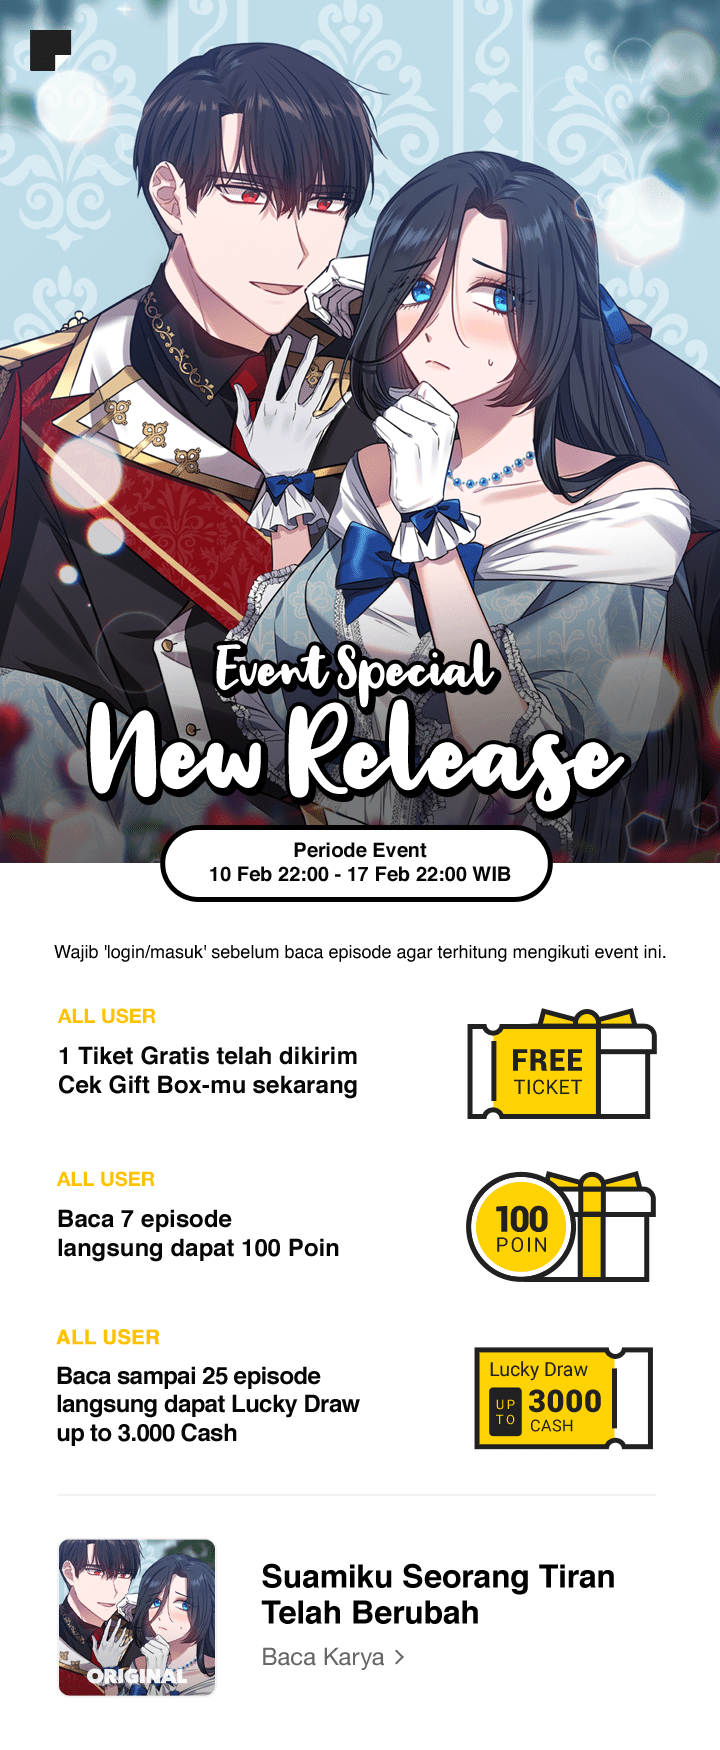 Event Special
New Release
Periode Event
10 Feb 22:00 - 17 Feb 22:00 WIB
Wajib 'login/masuk' sebelum baca episode agar terhitung mengikuti event ini.
ALL USER
1 Tiket Gratis telah dikirim
Cek Gift Box-mu sekarang
FREE
TICKET
ALL USER
Baca 7 episode
langsung dapat 100 Poin
100
POIN
ALL USER
Baca sampai 25 episode
langsung dapat Lucky Draw
up to 3.000 Cash
Lucky Draw
UP TO 3000
CASH
ORIGINAL
Suamiku Seorang Tiran
Telah Berubah
Baca Karya >